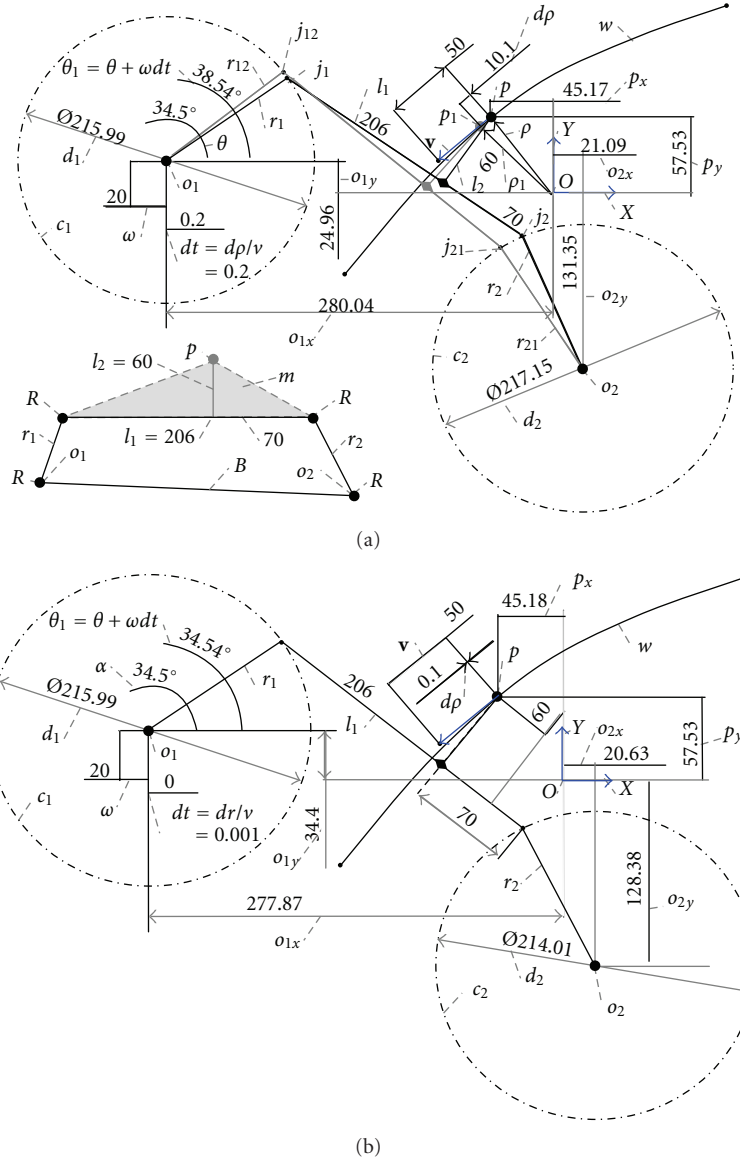 j12
dρ
w
θ1 = θ + ωdt
r12
j1
50
10.1
38.54°
l1
p
45.17
px
Ø215.99
34.5°
θ
r1
206
p1
ρ
Y
v
21.09
57.53
py
d1
o1
60
o2x
20
o1y
l2
ρ1
O
X
c1
ω
0.2
24.96
70
j2
dt = dρ/v
= 0.2
j21
131.35
r2
280.04
o2y
o1x
r21
p
c2
l2 = 60
m
Ø217.15
o2
R
R
d2
r1
o1
l1 = 206
70
r2
B
o2
R
R
(a)
px
50
45.18
θ1 = θ + ωdt
34.54°
v
p
w
α
34.5°
r1
206
0.1
Ø215.99
dρ
60
d1
o1
l1
Y
o2x
57.53
py
20
0
20.63
O
X
c1
ω
dt = dr/v
= 0.001
34.4
70
o1y
r2
128.38
277.87
o2y
o1x
Ø214.01
d2
c2
o2
(b)